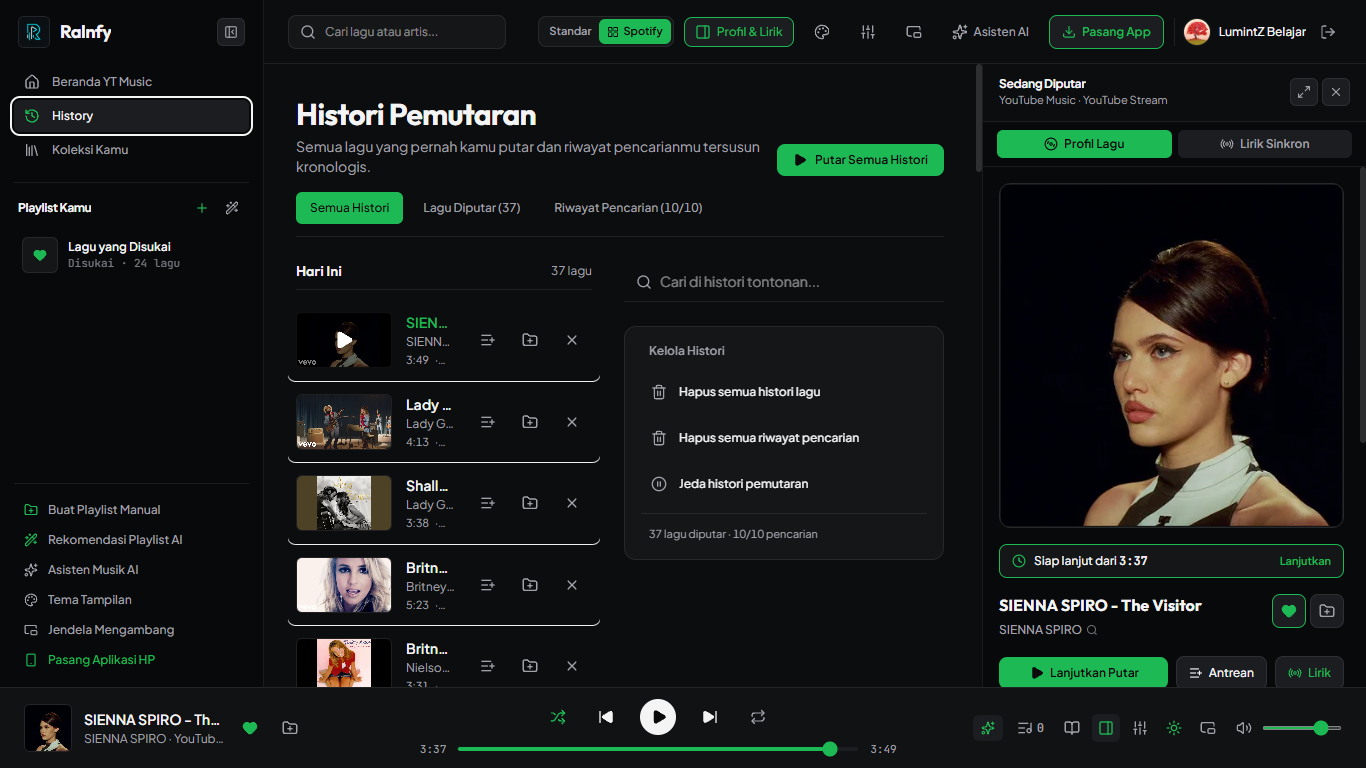 RaInfy
Cari lagu atau artis...
Standar
Spotify
Profil & Lirik
Asisten AI
Pasang App
LumintZ Belajar
Beranda YT Music
History
Koleksi Kamu
Playlist Kamu
Lagu yang Disukai
Disukai · 24 lagu
Buat Playlist Manual
Rekomendasi Playlist AI
Asisten Musik AI
Tema Tampilan
Jendela Mengambang
Pasang Aplikasi HP
Histori Pemutaran
Semua lagu yang pernah kamu putar dan riwayat pencarianmu tersusun
kronologis.
Putar Semua Histori
Semua Histori
Lagu Diputar (37)
Riwayat Pencarian (10/10)
Hari Ini
37 lagu
vevo
SIEN...
SIENN...
3:49 ·...
vevo
Lady ...
Lady G...
4:13 ·...
Shall...
Lady G...
3:38 ·...
Britn...
Britney...
5:23 ·...
Britn...
Nielso...
3:31 ·...
Cari di histori tontonan...
Kelola Histori
Hapus semua histori lagu
Hapus semua riwayat pencarian
Jeda histori pemutaran
37 lagu diputar · 10/10 pencarian
Sedang Diputar
YouTube Music · YouTube Stream
Profil Lagu
Lirik Sinkron
Siap lanjut dari 3:37
Lanjutkan
SIENNA SPIRO - The Visitor
SIENNA SPIRO
Lanjutkan Putar
Antrean
Lirik
SIENNA SPIRO - Th...
SIENNA SPIRO · YouTub...
3:37
3:49
0